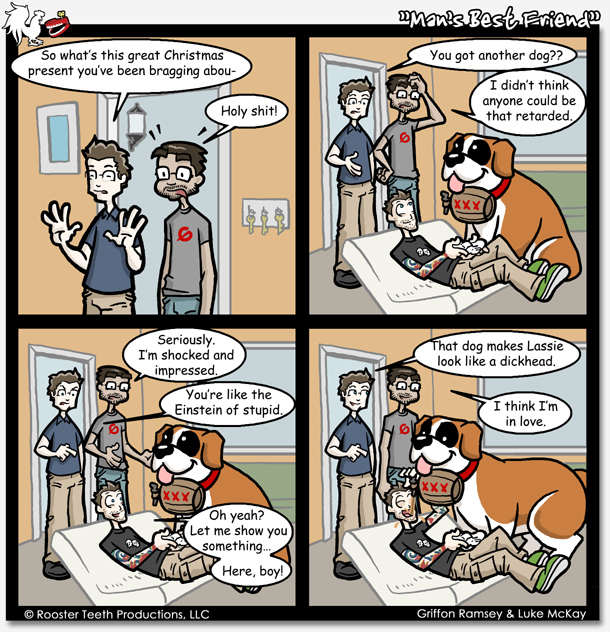 "Man's Best Friend"
So what's this great Christmas
present you've been bragging abou-
Holy shit!
You got another dog??
I didn't think
anyone could be
that retarded.
XXX
Seriously.
I'm shocked and
impressed.
You're like the
Einstein of stupid.
XXX
Oh yeah?
Let me show you
something...
Here, boy!
That dog makes Lassie
look like a dickhead.
I think I'm
in love.
XXX
© Rooster Teeth Productions, LLC
Griffon Ramsey & Luke McKay